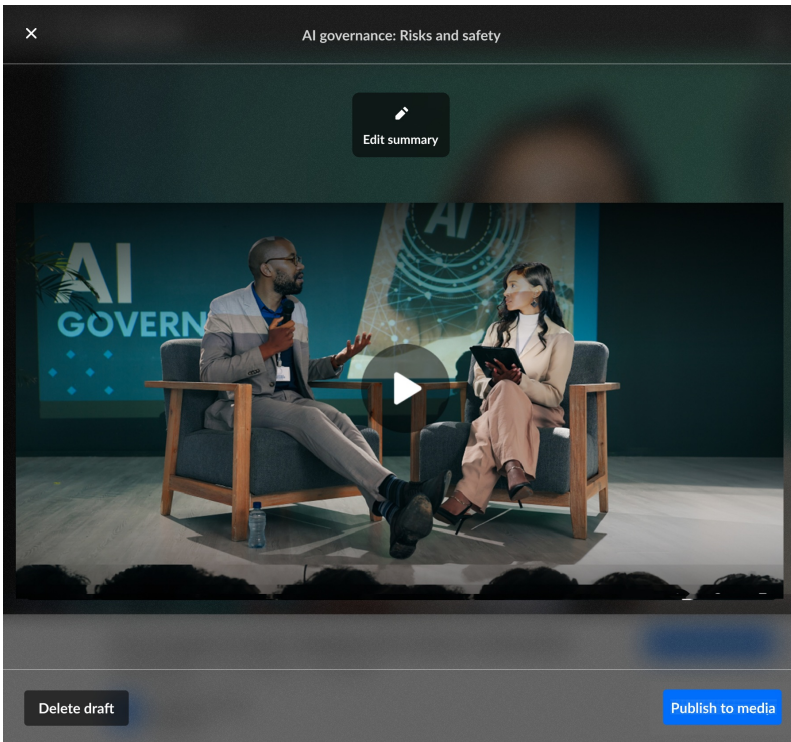 AI governance: Risks and safety
Edit summary
AI
AI
GOVERN
Delete draft
Publish to media